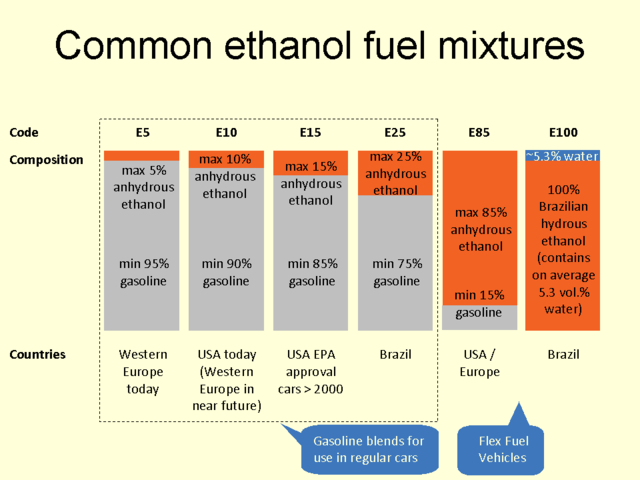 Common ethanol fuel mixtures
Code E5 E10 E15 E25 E85 E100
Composition
max 5%
anhydrous
ethanol
min 95%
gasoline
max 10%
anhydrous
ethanol
min 90%
gasoline
max 15%
anhydrous
ethanol
min 85%
gasoline
max 25%
anhydrous
ethanol
min 75%
gasoline
max 85%
anhydrous
ethanol
min 15%
gasoline
~5.3% water
100%
Brazilian
hydrous
ethanol
(contains
on average
5.3 vol.%
water)
Countries
Western
Europe
today
USA today
(Western
Europe in
near future)
USA EPA
approval
cars > 2000
Brazil
USA /
Europe
Brazil
Gasoline blends for
use in regular cars
Flex Fuel
Vehicles